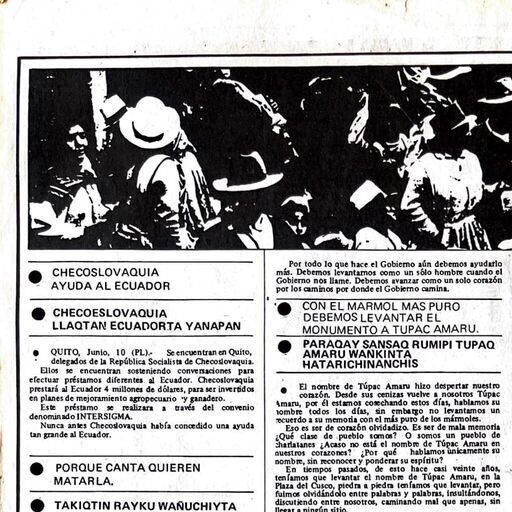 CHECOSLOVAQUIA
AYUDA AL ECUADOR
CHECOESLOVAQUIA
LLAQTAN ECUADORTA YANAPAN
QUITO, Junio, 10 (PL).- Se encuentran en Quito,
delegados de la República Socialista de Checoslovaquia.
Ellos se encuentran sosteniendo conversaciones para
efectuar préstamos diferentes al Ecuador. Checoslovaquia
prestará al Ecuador 4 millones de dólares, para ser invertidos
en planes de mejoramiento agropecuario y ganadero.
Este préstamo se realizara a través del convenio
denominado INTERSIGMA.
Nunca antes Checoslovaquia había concedido una ayuda
tan grande al Ecuador.
PORQUE CANTA QUIEREN
MATARLA.
TAKIQTIN RAYKU WAÑUCHIYTA
Por todo lo que hace el Gobierno aún debemos ayudarlo
más. Debemos levantarnos como un sólo hombre cuando el
Gobierno nos llame. Debemos avanzar como un solo corazón
por los caminos por donde el Gobierno camina.
CON EL MARMOL MAS PURO
DEBEMOS LEVANTAR EL
MONUMENTO A TUPAC AMARU.
PARAQAY SANSAQ RUMIPI TUPAQ
AMARU WANKINTA
HATARICHINANCHIS
El nombre de Túpac Amaru hizo despertar nuestro
corazón. Desde sus cenizas vuelve a nosotros Túpac
Amaru, por él estamos cosechando estos días, hablamos su
nombre todos los días, sin embargo no levantamos un
recuerdo a su memoria con el más puro de los mármoles.
Eso es ser de corazón olvidadizo. Es ser de mala memoria
¿Qué clase de pueblo somos? O somos un pueblo de
charlatanes ¿Acaso no está el nombre de Túpac Amaru en
nuestros corazones? ¿Por qué hablamos únicamente su
nombre, sin reconocer y ponderar su espíritu?
En tiempos pasados, de esto hace casi veinte años,
teníamos que levantar el nombre de Túpac Amaru, en la
Plaza del Cusco, piedra a piedra teníamos que levantar, pero
fuimos olvidándolo entre palabras y palabras, insultándonos,
discutiendo entre nosotros, caminando mal que apenas, sin
llegar a ningún sitio.